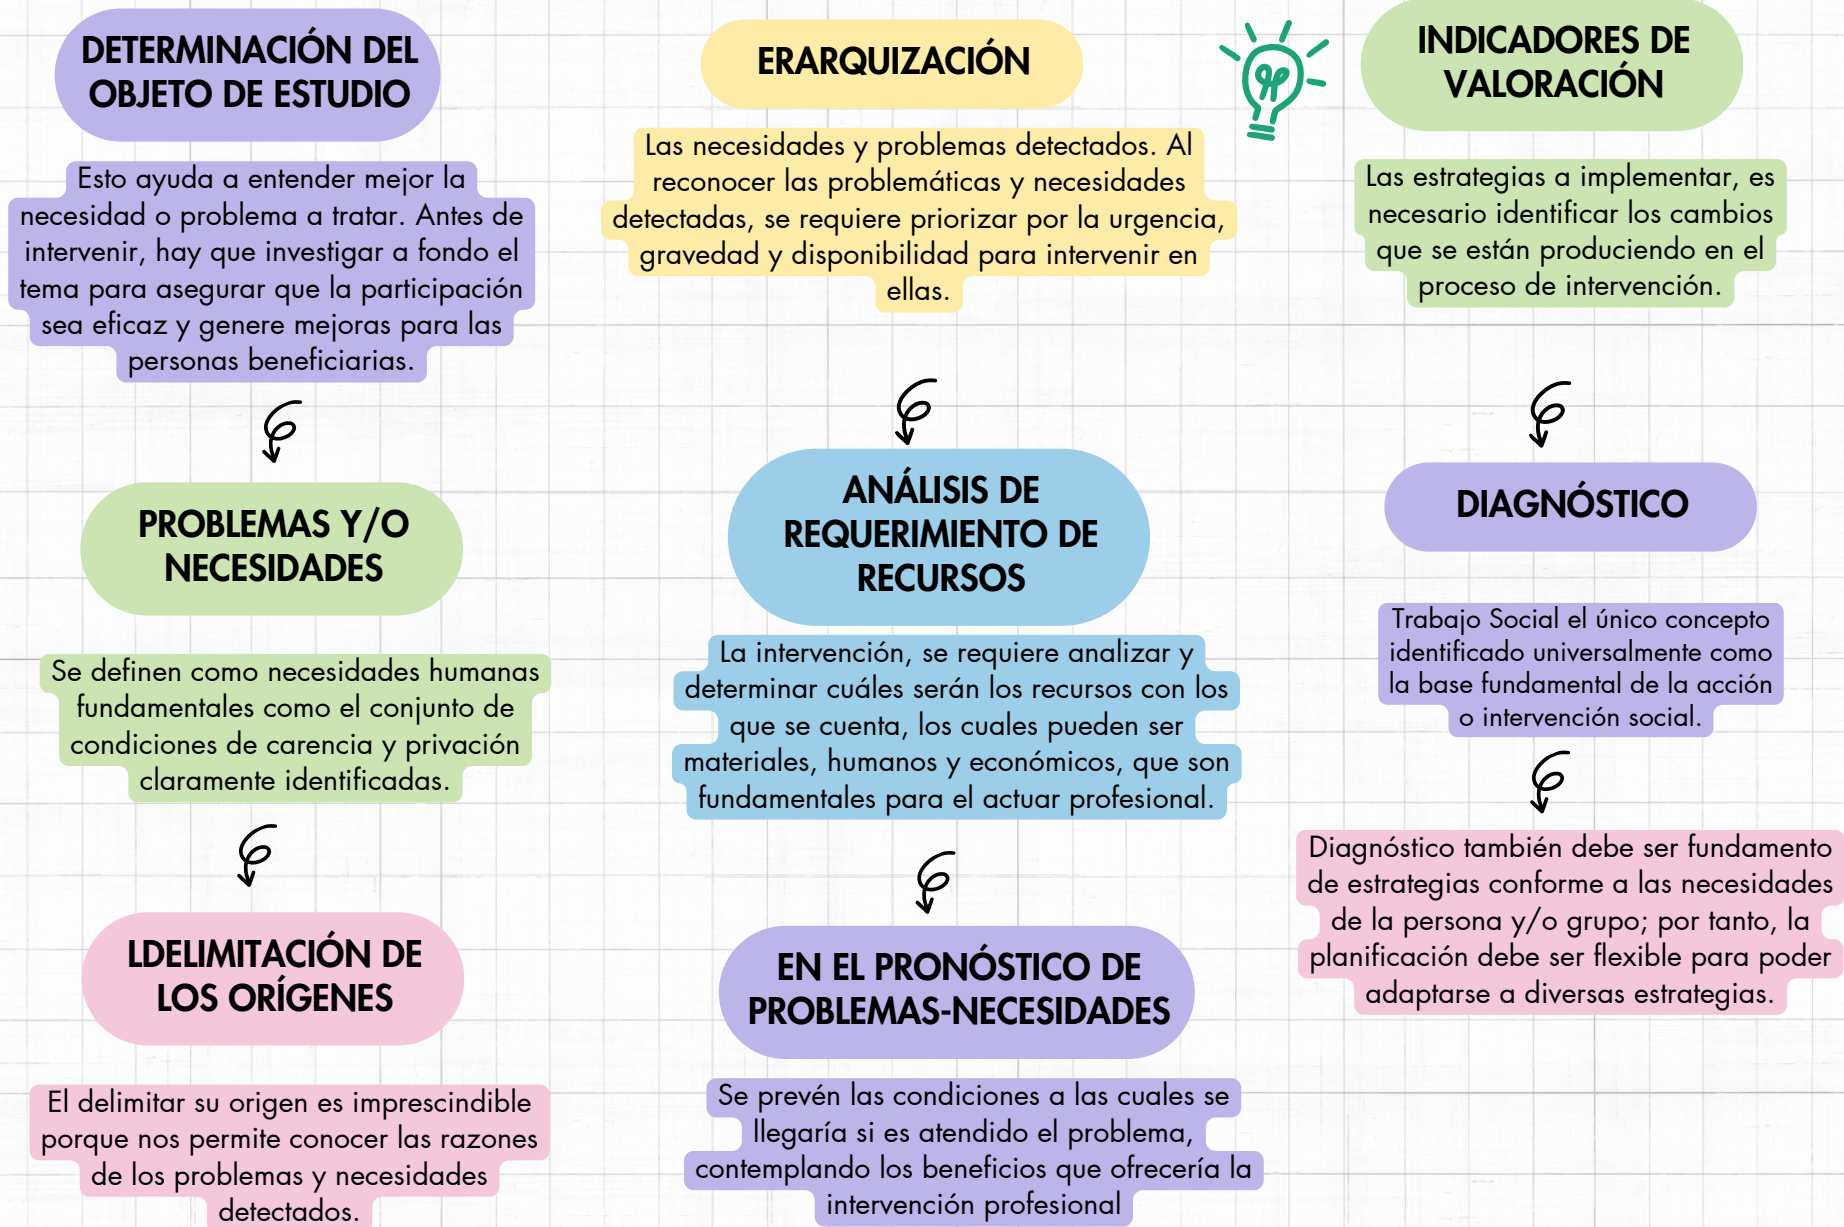 DETERMINACIÓN DEL
OBJETO DE ESTUDIO
Esto ayuda a entender mejor la
necesidad o problema a tratar. Antes de
intervenir, hay que investigar a fondo el
tema para asegurar que la participación
sea eficaz y genere mejoras para las
personas beneficiarias.
PROBLEMAS Y/O
NECESIDADES
Se definen como necesidades humanas
fundamentales como el conjunto de
condiciones de carencia y privación
claramente identificadas.
LDELIMITACIÓN DE
LOS ORÍGENES
El delimitar su origen es imprescindible
porque nos permite conocer las razones
de los problemas y necesidades
detectados.
ERARQUIZACIÓN
Las necesidades y problemas detectados. Al
reconocer las problemáticas y necesidades
detectadas, se requiere priorizar por la urgencia,
gravedad y disponibilidad para intervenir en
ellas.
ANÁLISIS DE
REQUERIMIENTO DE
RECURSOS
La intervención, se requiere analizar y
determinar cuáles serán los recursos con los
que se cuenta, los cuales pueden ser
materiales, humanos y económicos, que son
fundamentales para el actuar profesional.
EN EL PRONÓSTICO DE
PROBLEMAS-NECESIDADES
Se prevén las condiciones a las cuales se
llegaría si es atendido el problema,
contemplando los beneficios que ofrecería la
intervención profesional
INDICADORES DE
VALORACIÓN
Las estrategias a implementar, es
necesario identificar los cambios
que se están produciendo en el
proceso de intervención.
DIAGNÓSTICO
Trabajo Social el único concepto
identificado universalmente como
la base fundamental de la acción
o intervención social.
Diagnóstico también debe ser fundamento
de estrategias conforme a las necesidades
de la persona y/o grupo; por tanto, la
planificación debe ser flexible para poder
adaptarse a diversas estrategias.